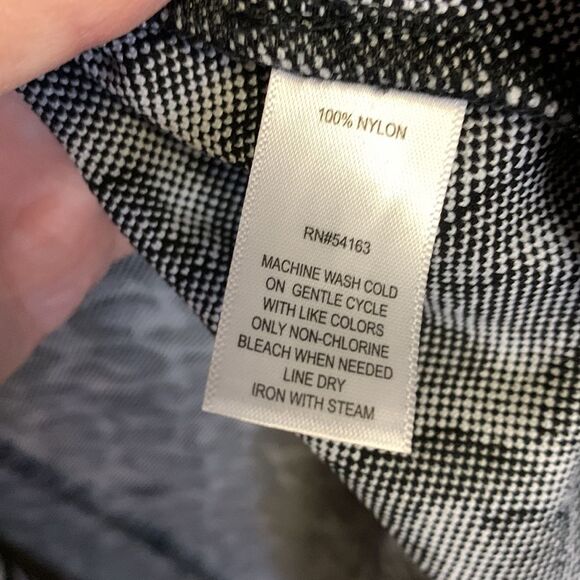 100% NYLON
RN#54163
MACHINE WASH COLD
ON GENTLE CYCLE
WITH LIKE COLORS
ONLY NON-CHLORINE
BLEACH WHEN NEEDED
LINE DRY
IRON WITH STEAM